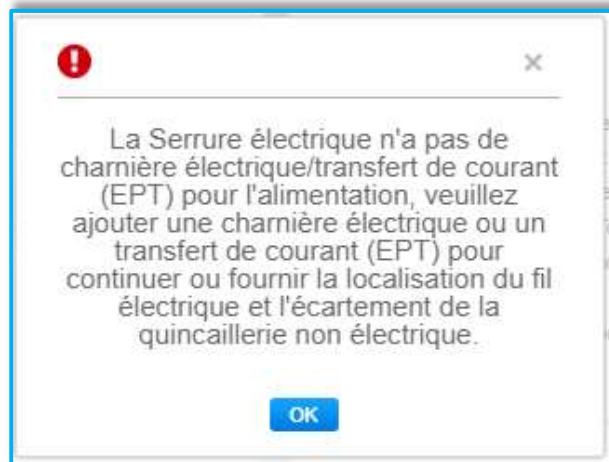 La Serrure électrique n'a pas de
charnière électrique/transfert de courant
(EPT) pour l'alimentation, veuillez
ajouter une charnière électrique ou un
transfert de courant (EPT) pour
continuer ou fournir la localisation du fil
électrique et l'écartement de la
quincaillerie non électrique.
OK